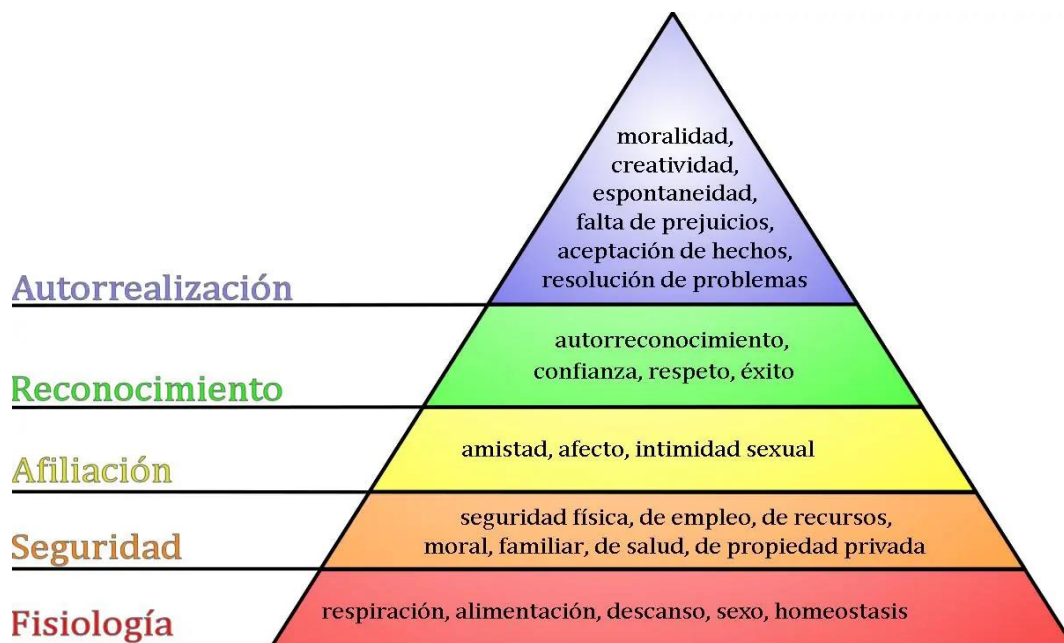 moralidad,
creatividad,
espontaneidad,
falta de prejuicios,
aceptación de hechos,
resolución de problemas
Autorrealización
autorreconocimiento,
confianza, respeto, éxito
Reconocimiento
amistad, afecto, intimidad sexual
Afiliación
seguridad física, de empleo, de recursos,
moral, familiar, de salud, de propiedad privada
Seguridad
respiración, alimentación, descanso, sexo, homeostasis
Fisiología